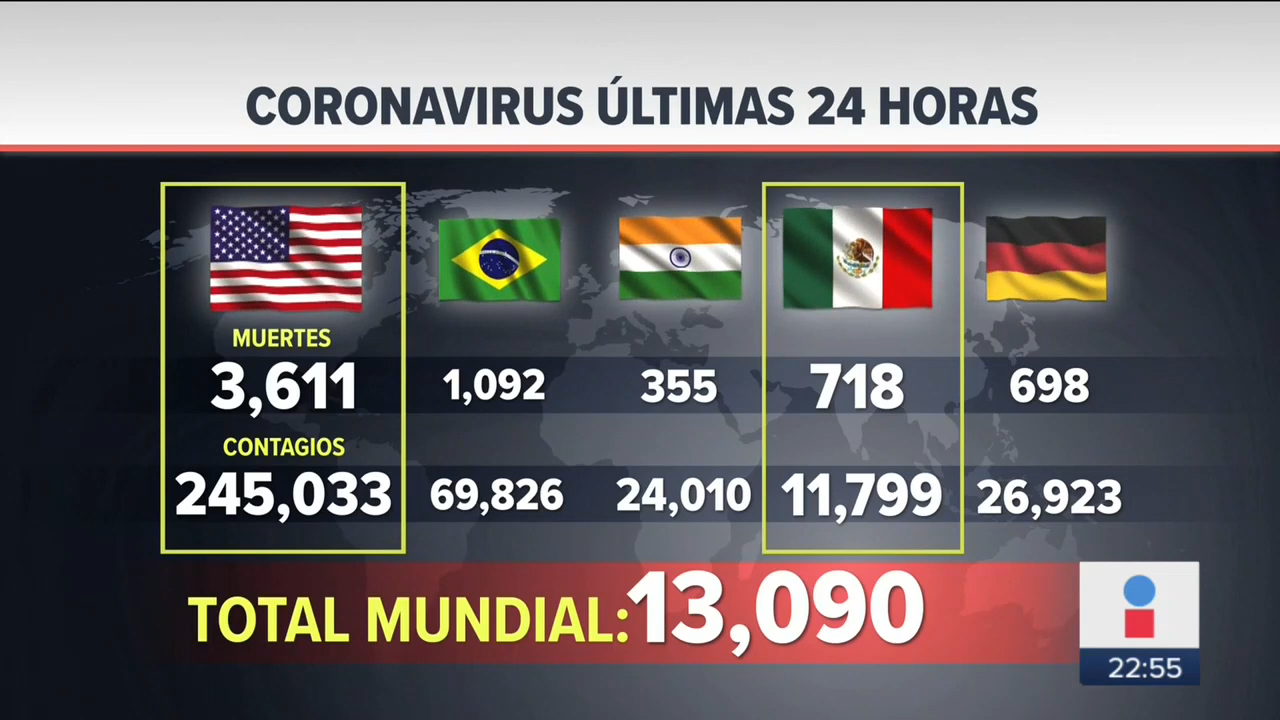 CORONAVIRUS ÚLTIMAS 24 HORAS
MUERTES
3,611 1,092 355 718 698
CONTAGIOS
245,033 69,826 24,010 11,799 26,923
TOTAL MUNDIAL: 13,090
22:55